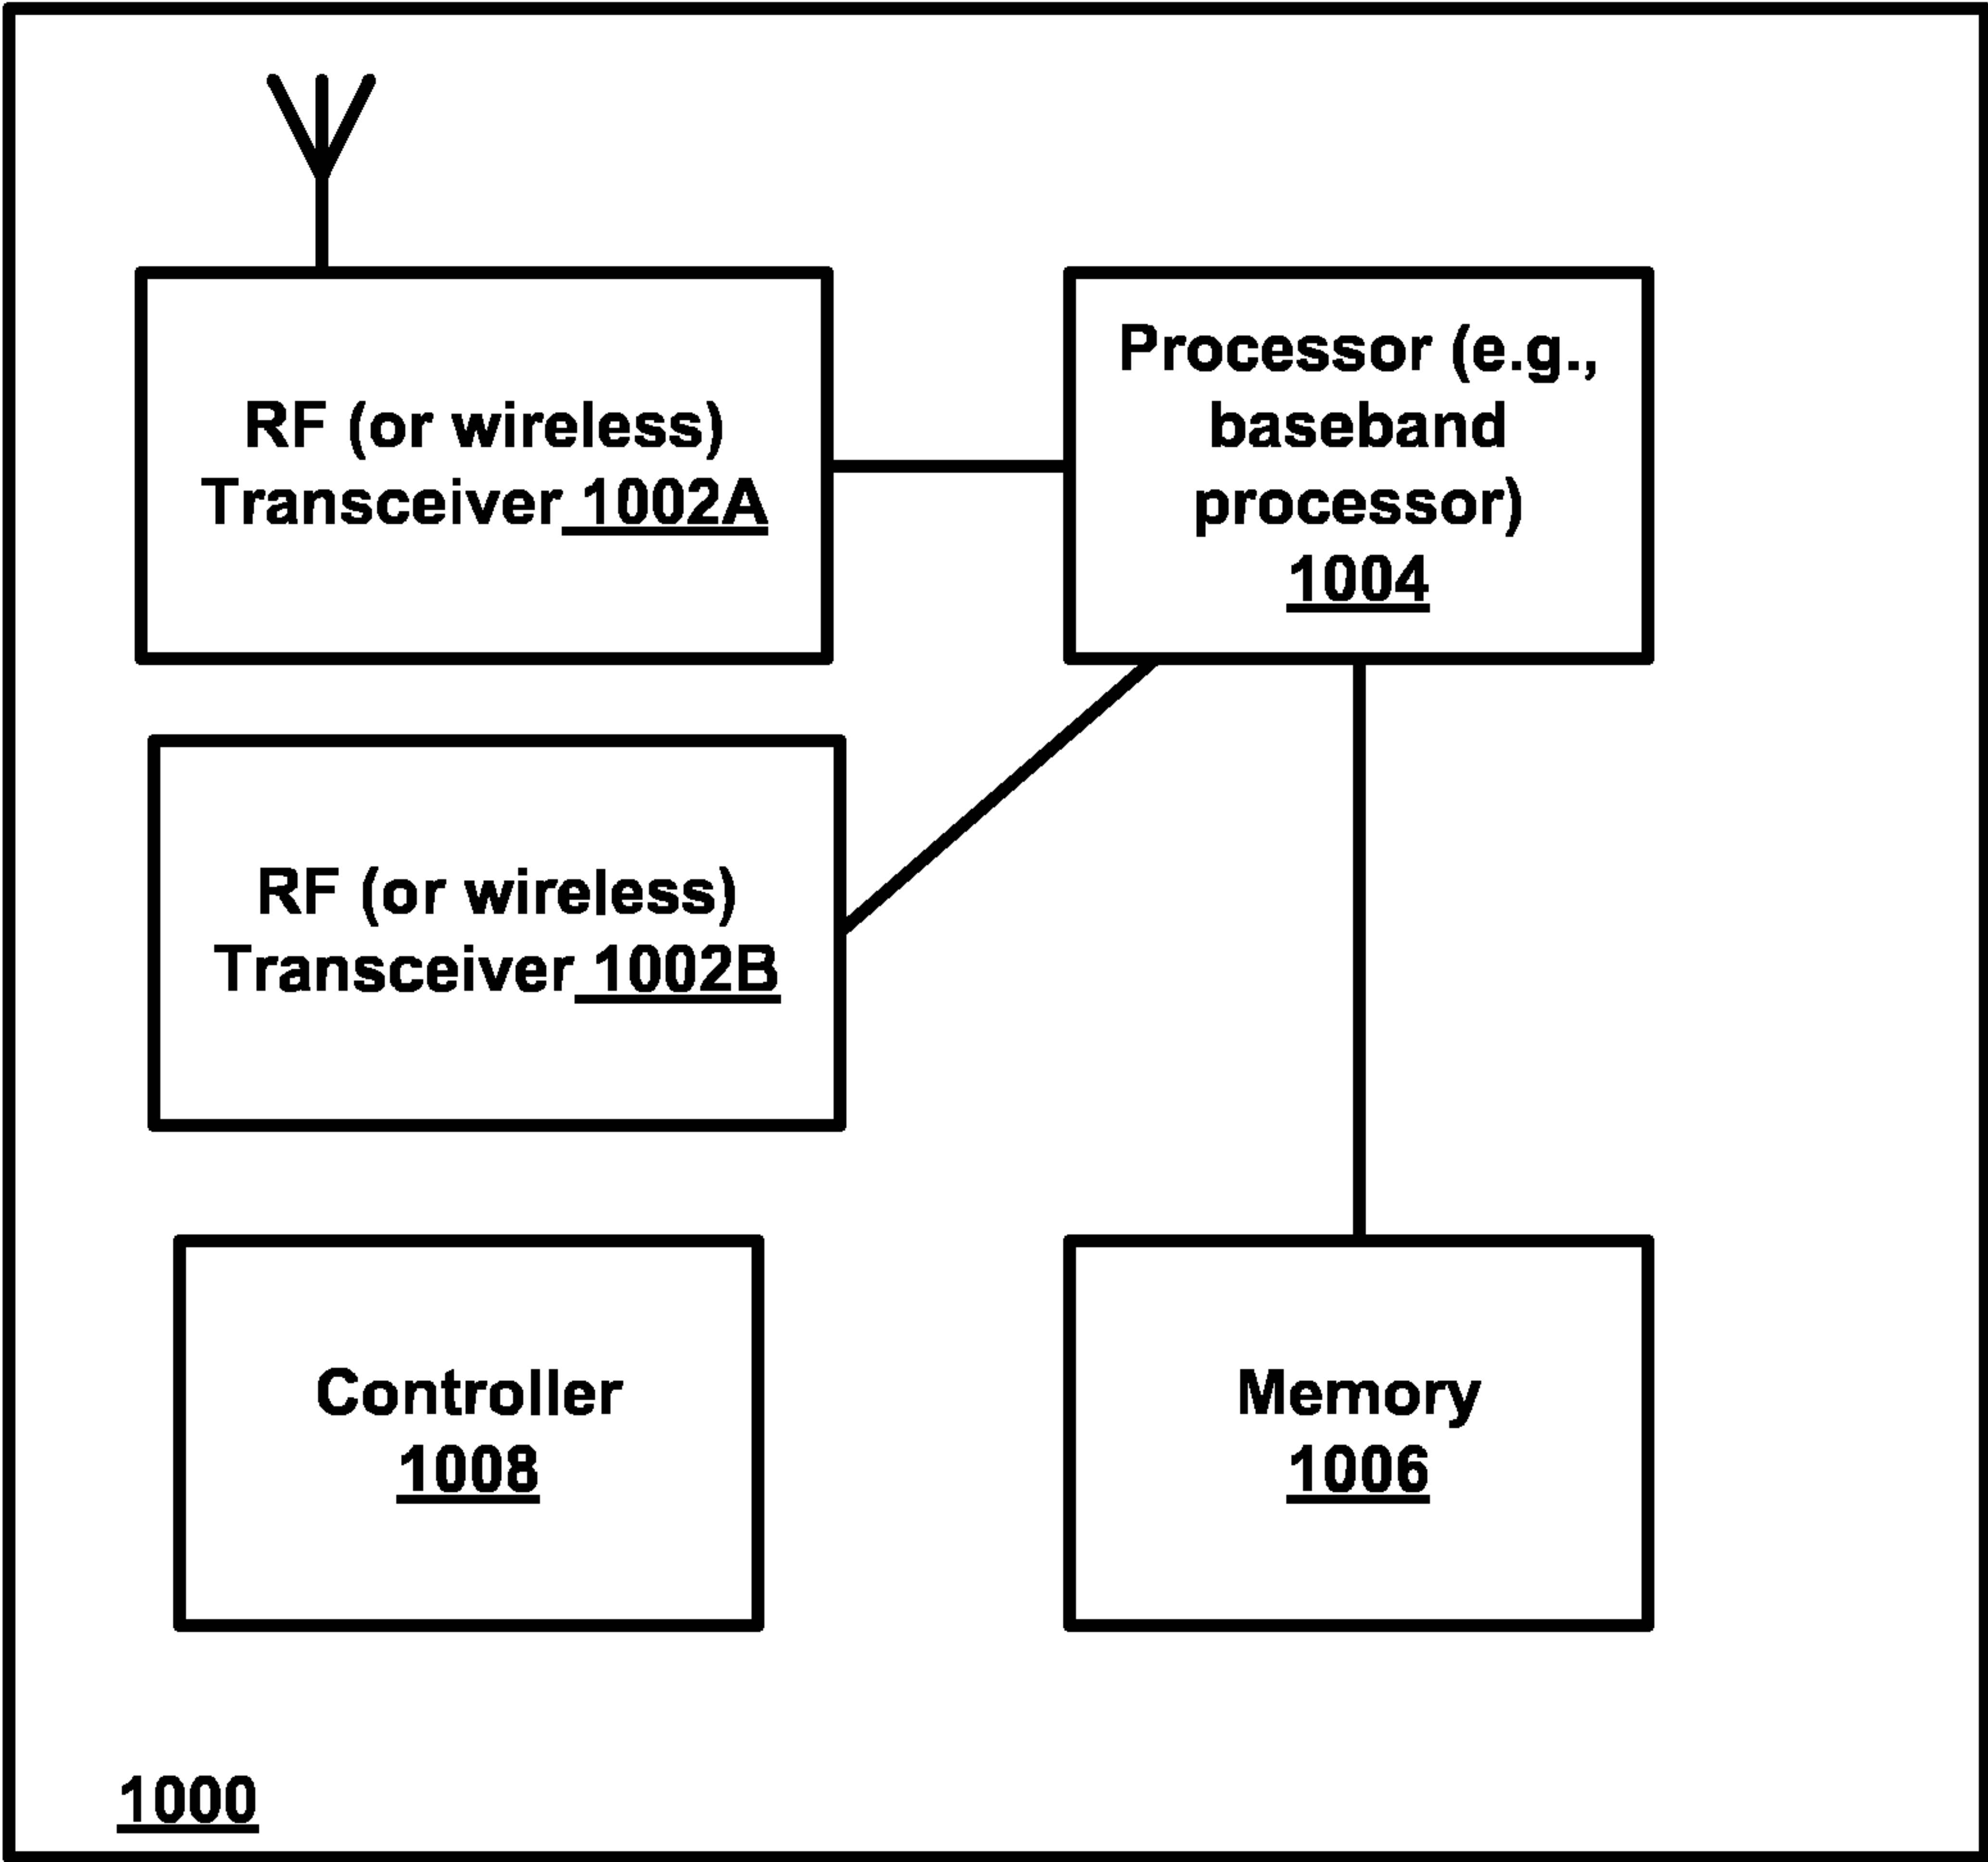 RF (or wireless)
Transceiver 1002A
Processor (e.g.,
baseband
processor)
1004
RF (or wireless)
Transceiver 1002B
Controller
1008
Memory
1006
1000